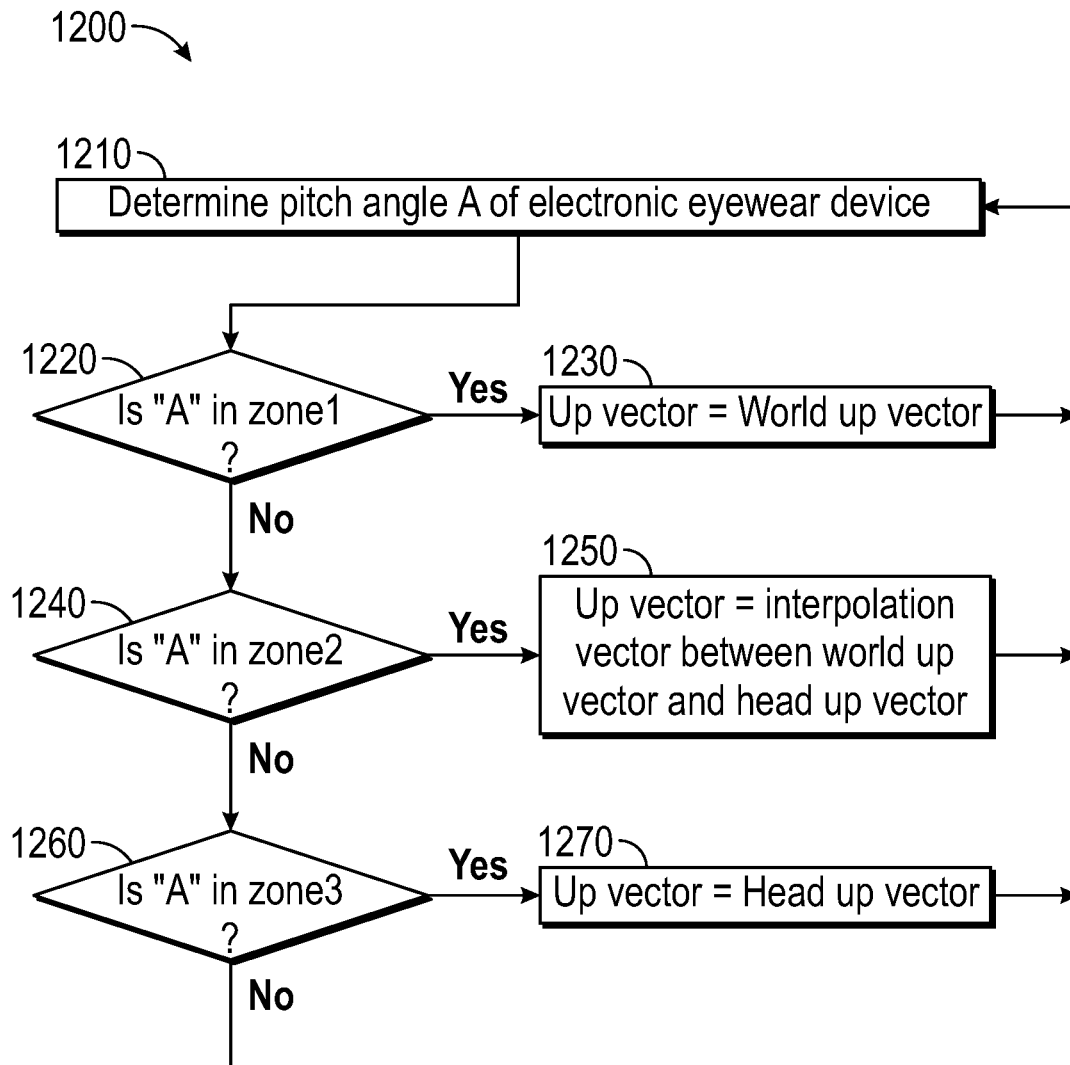 1200
1210
Determine pitch angle A of electronic eyewear device
1220
Is "A" in zone1
?
Yes
1230
Up vector = World up vector
No
1240
Is "A" in zone2
?
Yes
1250
Up vector = interpolation
vector between world up
vector and head up vector
No
1260
Is "A" in zone3
?
Yes
1270
Up vector = Head up vector
No